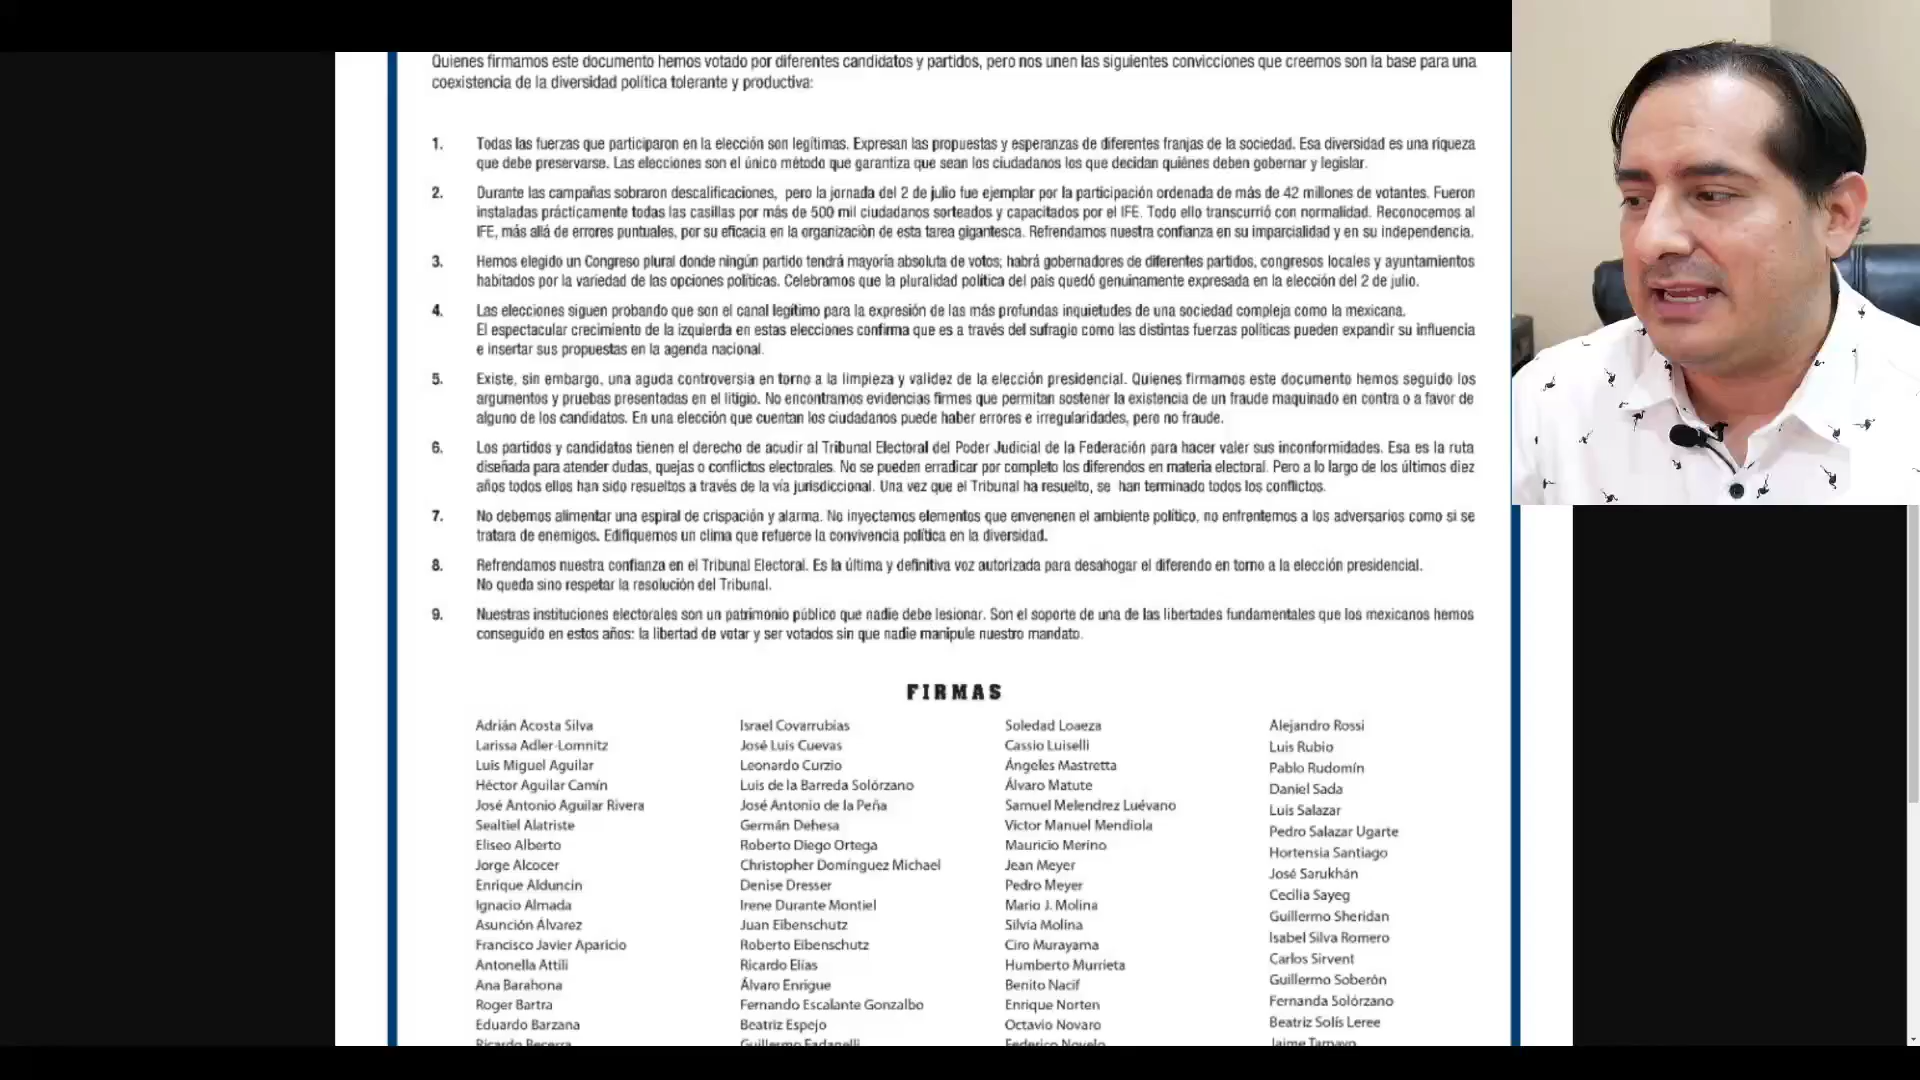 Quienes firmamos este documento hemos votado por diferentes candidatos y partidos, pero nos unen las siguientes convicciones que creemos son la base para una
coexistencia de la diversidad política tolerante y productiva:
1. Todas las fuerzas que participaron en la elección son legítimas. Expresan las propuestas y esperanzas de diferentes franjas de la sociedad. Esa diversidad es una riqueza
que debe preservarse. Las elecciones son el único método que garantiza que sean los ciudadanos los que decidan quiénes deben gobernar y legislar.
2. Durante las campañas sobraron descalificaciones, pero la jornada del 2 de julio fue ejemplar por la participación ordenada de más de 42 millones de votantes. Fueron
instaladas prácticamente todas las casillas por más de 500 mil ciudadanos sorteados y capacitados por el IFE. Todo ello transcurrió con normalidad. Reconocemos al
IFE, más allá de errores puntuales, por su eficacia en la organización de esta tarea gigantesca. Refrendamos nuestra confianza en su imparcialidad y en su independencia.
3. Hemos elegido un Congreso plural donde ningún partido tendrá mayoría absoluta de votos; habrá gobernadores de diferentes partidos, congresos locales y ayuntamientos
habitados por la variedad de las opciones políticas. Celebramos que la pluralidad política del país quedó genuinamente expresada en la elección del 2 de julio.
4. Las elecciones siguen probando que son el canal legítimo para la expresión de las más profundas inquietudes de una sociedad compleja como la mexicana.
El espectacular crecimiento de la izquierda en estas elecciones confirma que es a través del sufragio como las distintas fuerzas políticas pueden expandir su influencia
e insertar sus propuestas en la agenda nacional.
5. Existe, sin embargo, una aguda controversia en torno a la limpieza y validez de la elección presidencial. Quienes firmamos este documento hemos seguido los
argumentos y pruebas presentadas en el litigio. No encontramos evidencias firmes que permitan sostener la existencia de un fraude maquinado en contra o a favor de
alguno de los candidatos. En una elección que cuentan los ciudadanos puede haber errores e irregularidades, pero no fraude.
6. Los partidos y candidatos tienen el derecho de acudir al Tribunal Electoral del Poder Judicial de la Federación para hacer valer sus inconformidades. Esa es la ruta
diseñada para atender dudas, quejas o conflictos electorales. No se pueden erradicar por completo los diferendos en materia electoral. Pero a lo largo de los últimos diez
años todos ellos han sido resueltos a través de la vía jurisdiccional. Una vez que el Tribunal ha resuelto, se han terminado todos los conflictos.
7. No debemos alimentar una espiral de crispación y alarma. No inyectemos elementos que envenenen el ambiente político, no enfrentemos a los adversarios como si se
tratara de enemigos. Edifiquemos un clima que refuerce la convivencia política en la diversidad.
8. Refrendamos nuestra confianza en el Tribunal Electoral. Es la última y definitiva voz autorizada para desahogar el diferendo en torno a la elección presidencial.
No queda sino respetar la resolución del Tribunal.
9. Nuestras instituciones electorales son un patrimonio público que nadie debe lesionar. Son el soporte de una de las libertades fundamentales que los mexicanos hemos
conseguido en estos años: la libertad de votar y ser votados sin que nadie manipule nuestro mandato.
FIRMAS
Adrián Acosta Silva
Larissa Adler-Lomnitz
Luis Miguel Aguilar
Héctor Aguilar Camín
José Antonio Aguilar Rivera
Sealtiel Alatriste
Eliseo Alberto
Jorge Alcocer
Enrique Alduncin
Ignacio Almada
Asunción Álvarez
Francisco Javier Aparicio
Antonella Attili
Ana Barahona
Roger Bartra
Eduardo Barzana
Ricardo Becerra
Israel Covarrubias
José Luis Cuevas
Leonardo Curzio
Luis de la Barreda Solórzano
José Antonio de la Peña
Germán Dehesa
Roberto Diego Ortega
Christopher Domínguez Michael
Denise Dresser
Irene Durante Montiel
Juan Eibenschutz
Roberto Eibenschutz
Ricardo Elías
Álvaro Enrigue
Fernando Escalante Gonzalbo
Beatriz Espejo
Guillermo Fadanelli
Soledad Loaeza
Cassio Luiselli
Ángeles Mastretta
Álvaro Matute
Samuel Melendrez Luévano
Víctor Manuel Mendiola
Mauricio Merino
Jean Meyer
Pedro Meyer
Mario J. Molina
Silvia Molina
Ciro Murayama
Humberto Murrieta
Benito Nacif
Enrique Norten
Octavio Novaro
Federico Novelo
Alejandro Rossi
Luis Rubio
Pablo Rudomín
Daniel Sada
Luis Salazar
Pedro Salazar Ugarte
Hortensia Santiago
José Sarukhán
Cecilia Sayeg
Guillermo Sheridan
Isabel Silva Romero
Carlos Sirvent
Guillermo Soberón
Fernanda Solórzano
Beatriz Solís Leree
Jaime Tamayo